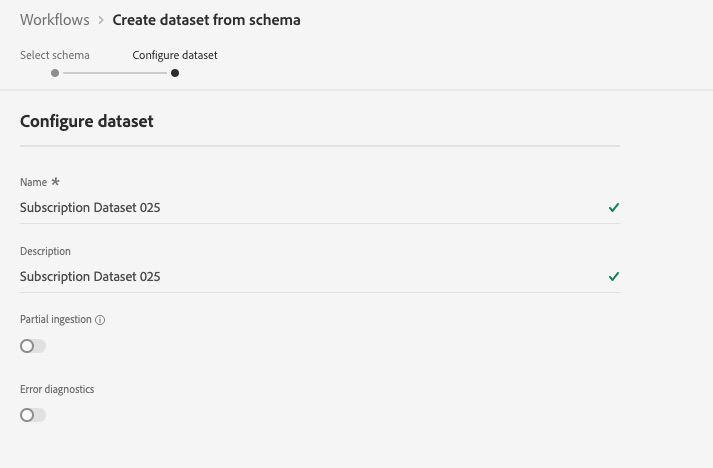 Workflows > Create dataset from schema
Select schema Configure dataset
Configure dataset
Name *
Subscription Dataset 025
Description
Subscription Dataset 025
Partial ingestion
Error diagnostics